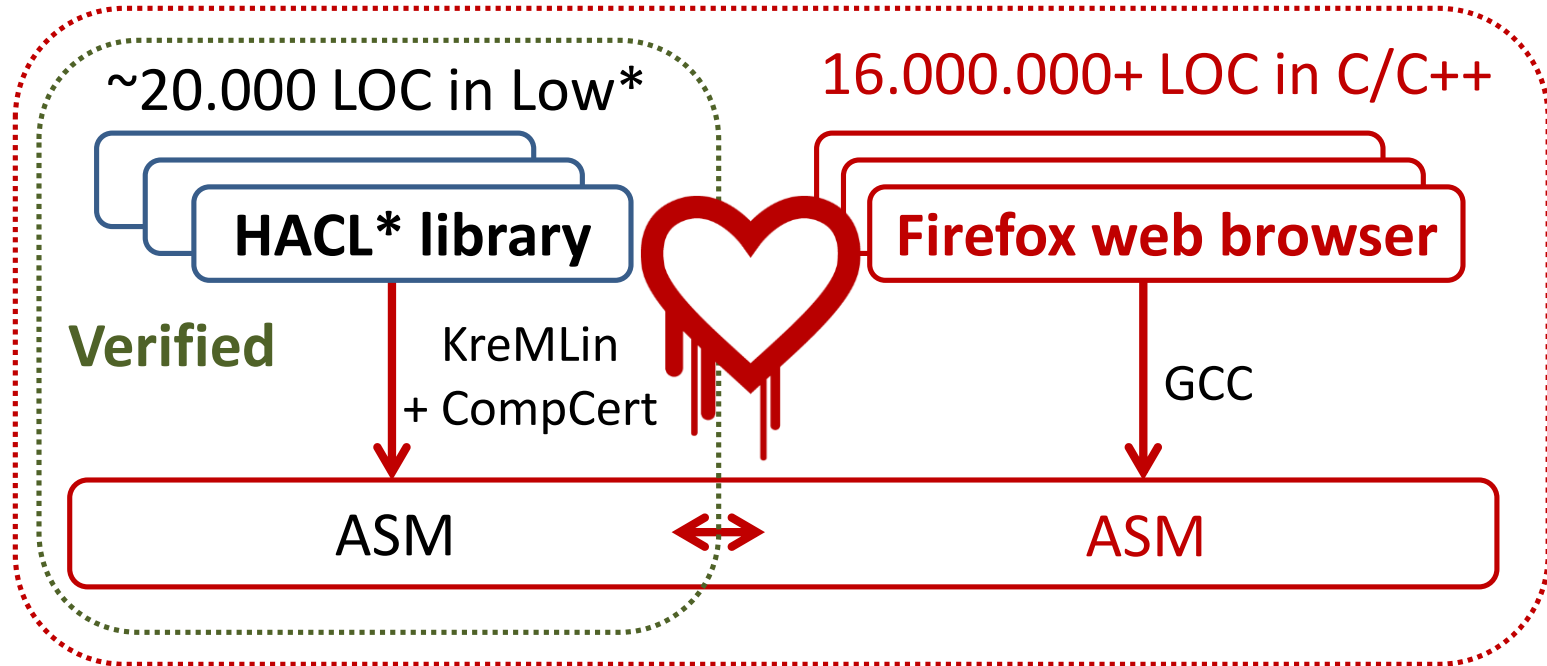 ~20.000 LOC in Low*
16.000.000+ LOC in C/C++
HACL* library
Firefox web browser
Verified
KreMLin
+ CompCert
GCC
ASM
ASM